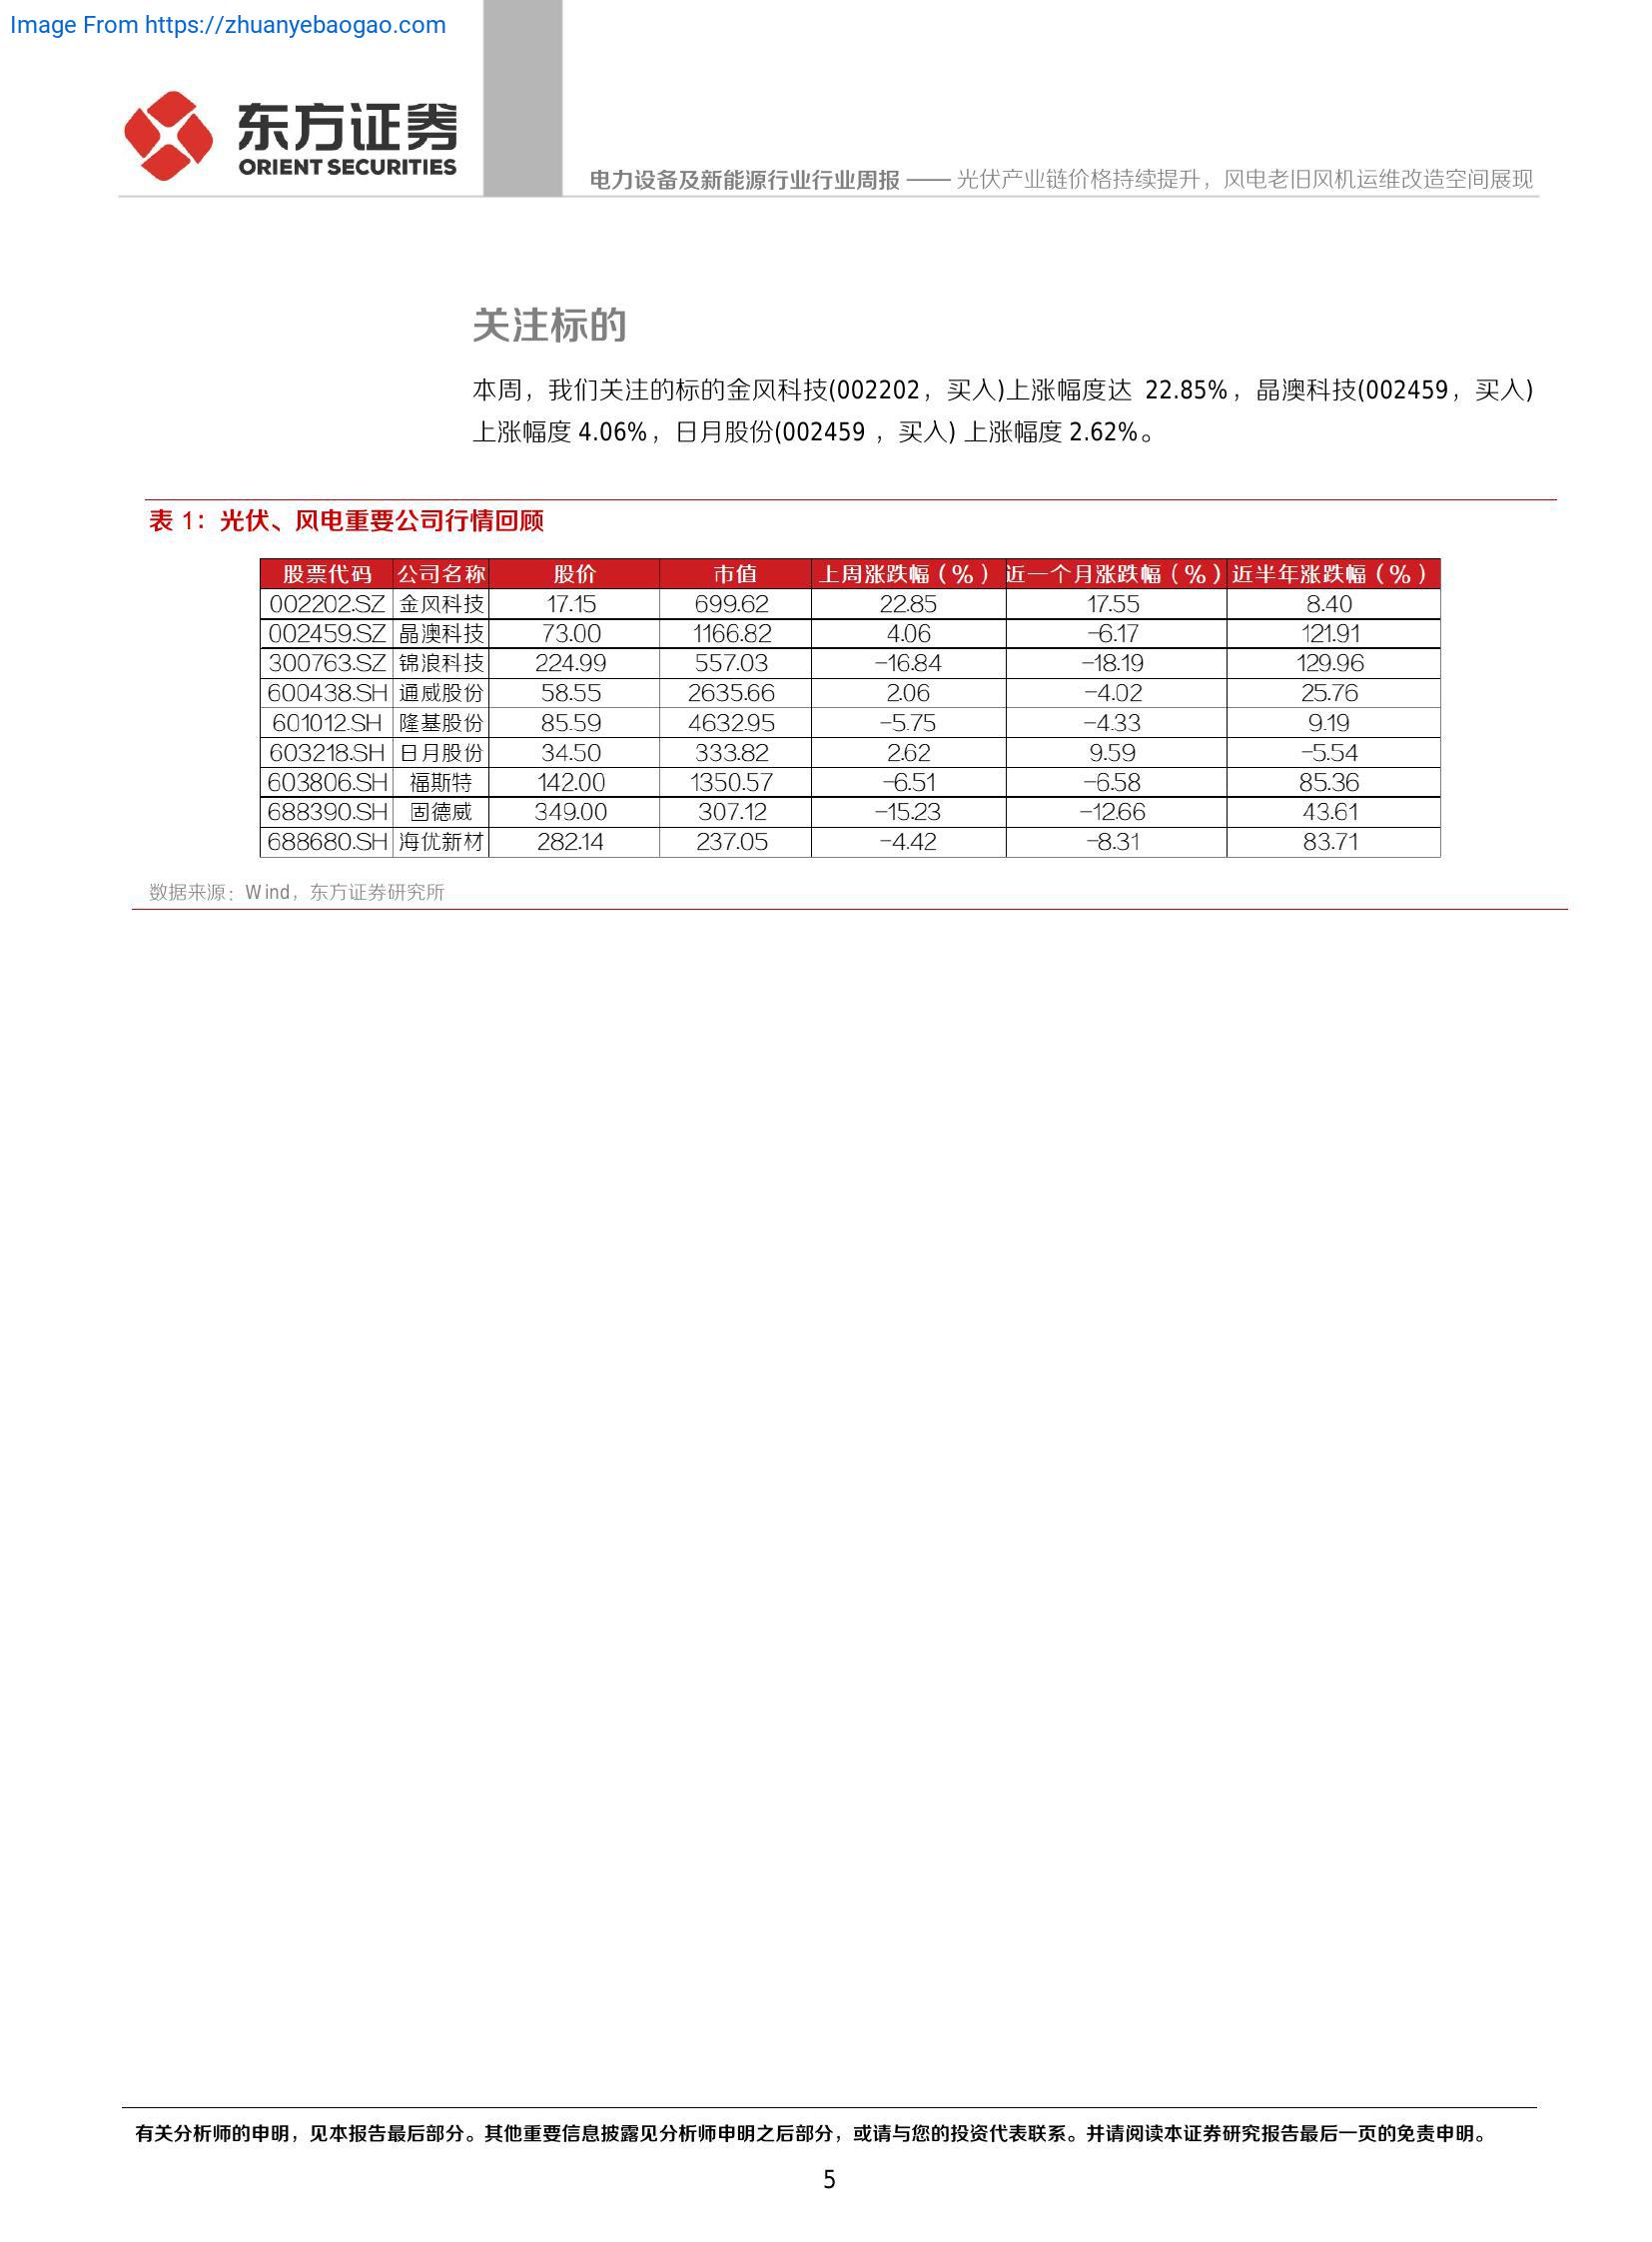 Image From https://zhuanyebaogao.com
东方证券
ORIENT SECURITIES
电力设备及新能源行业行业周报 —— 光伏产业链价格持续提升，风电老旧风机运维改造空间展现
关注标的
本周，我们关注的标的金风科技(002202，买入)上涨幅度达 22.85%，晶澳科技(002459，买入)
上涨幅度 4.06%，日月股份(002459 ，买入) 上涨幅度 2.62%。
表 1：光伏、风电重要公司行情回顾
股票代码 公司名称 股价 市值 上周涨跌幅（%） 近一个月涨跌幅（%） 近半年涨跌幅（%）
002202.SZ 金风科技 17.15 699.62 22.85 17.55 8.40
002459.SZ 晶澳科技 73.00 1166.82 4.06 -6.17 121.91
300763.SZ 锦浪科技 224.99 557.03 -16.84 -18.19 129.96
600438.SH 通威股份 58.55 2635.66 2.06 -4.02 25.76
601012.SH 隆基股份 85.59 4632.95 -5.75 -4.33 9.19
603218.SH 日月股份 34.50 333.82 2.62 9.59 -5.54
603806.SH 福斯特 142.00 1350.57 -6.51 -6.58 85.36
688390.SH 固德威 349.00 307.12 -15.23 -12.66 43.61
688680.SH 海优新材 282.14 237.05 -4.42 -8.31 83.71
数据来源：Wind，东方证券研究所
有关分析师的申明，见本报告最后部分。其他重要信息披露见分析师申明之后部分，或请与您的投资代表联系。并请阅读本证券研究报告最后一页的免责申明。
5